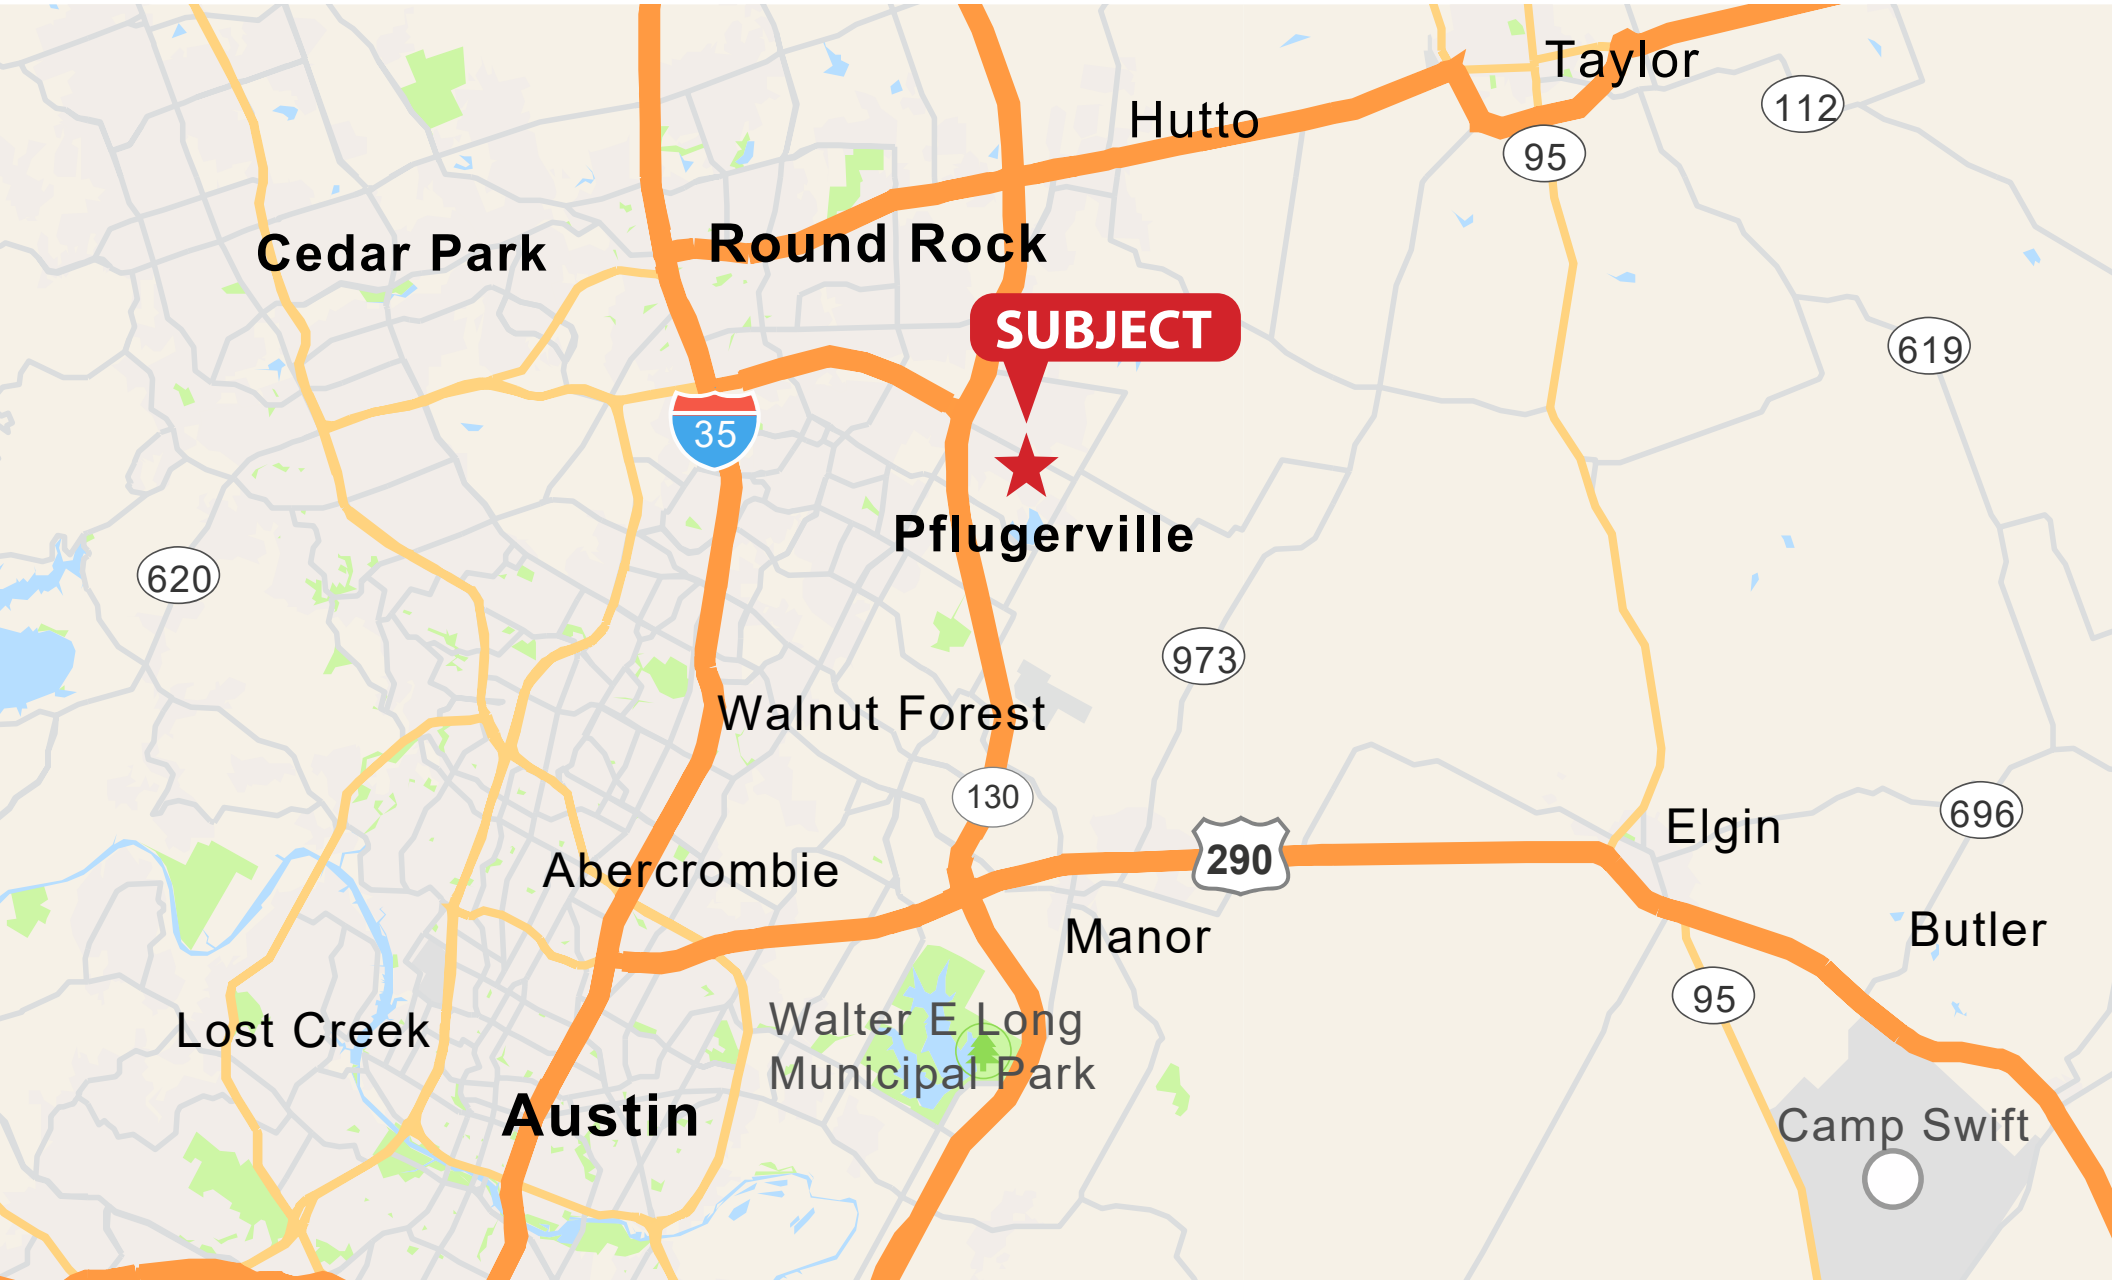 Taylor
112
Hutto
95
Cedar Park
Round Rock
SUBJECT
619
35
Pflugerville
620
973
Walnut Forest
130
696
Elgin
290
Abercrombie
Butler
Manor
95
Walter E Long
Municipal Park
Lost Creek
Austin
Camp Swift